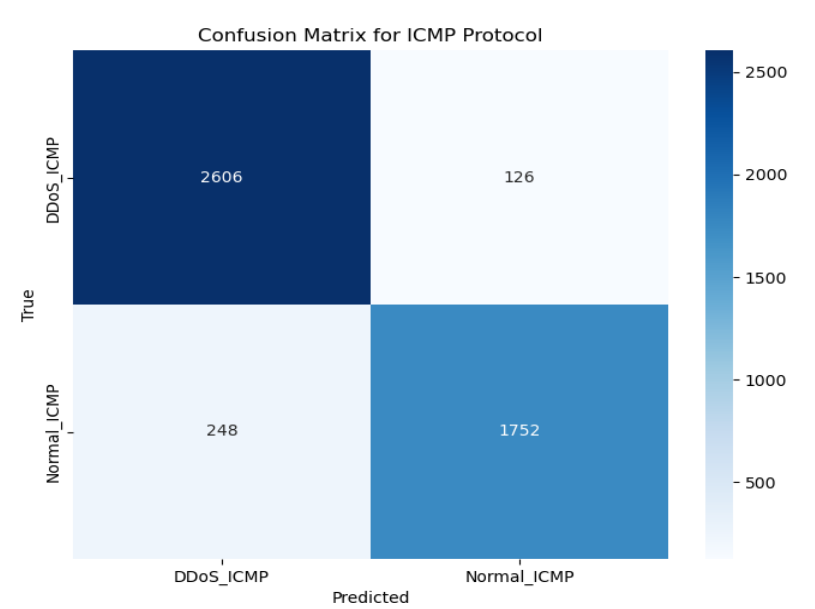 Confusion Matrix for ICMP Protocol
2500
2000
1500
1000
500
True
DDoS_ICMP
2606
126
Normal_ICMP
248
1752
DDoS_ICMP
Normal_ICMP
Predicted